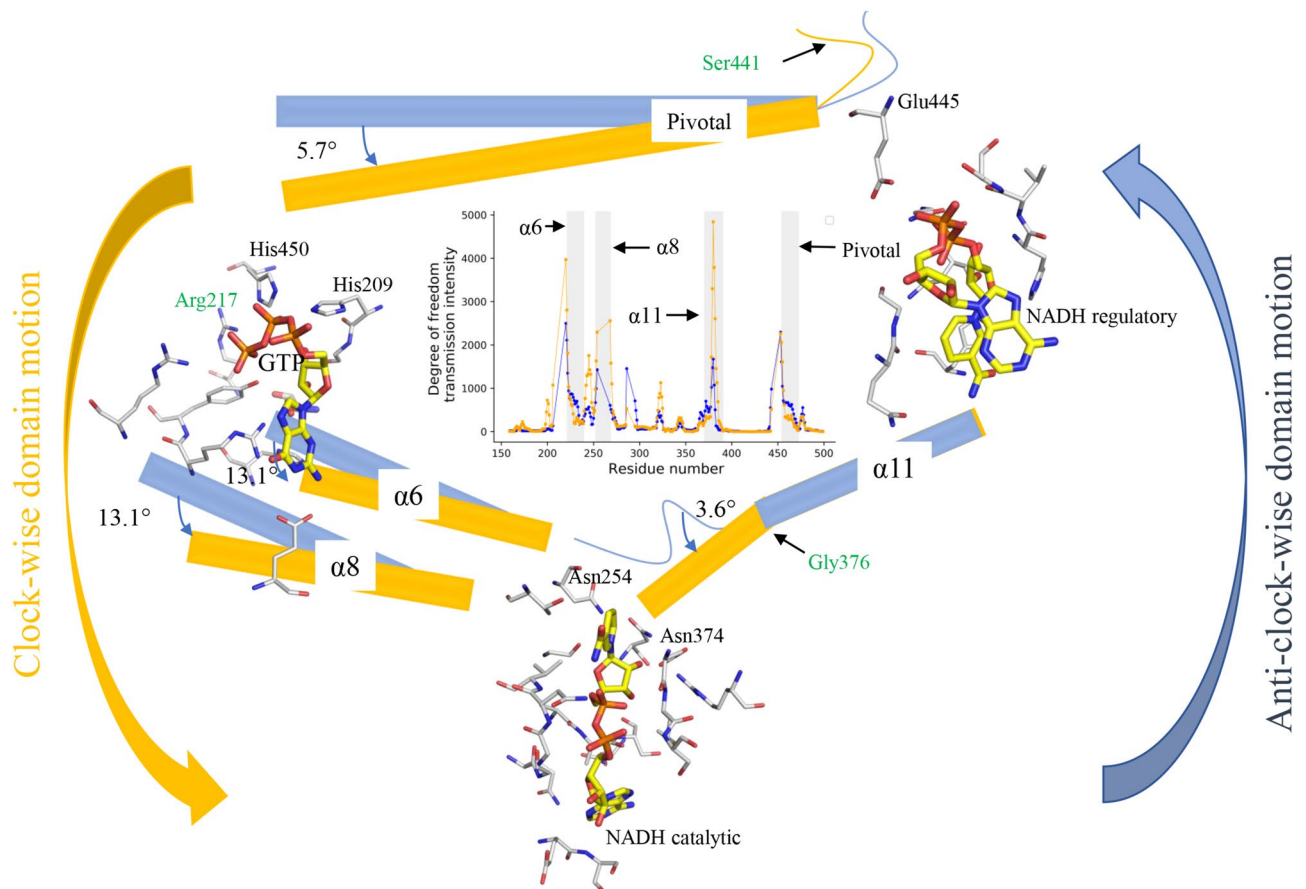 Ser441
Glu445
Pivotal
5.7°
5000
4000
3000
2000
1000
0
Degree of freedom
transmission intensity
α6
α8
α11
Pivotal
150
200
250
300
350
400
450
500
Residue number
His450
Arg217
His209
GTP
NADH regulatory
13.1°
α6
13.1°
α8
α11
3.6°
Gly376
Asn254
Asn374
NADH catalytic
Clock-wise domain motion
Anti-clock-wise domain motion